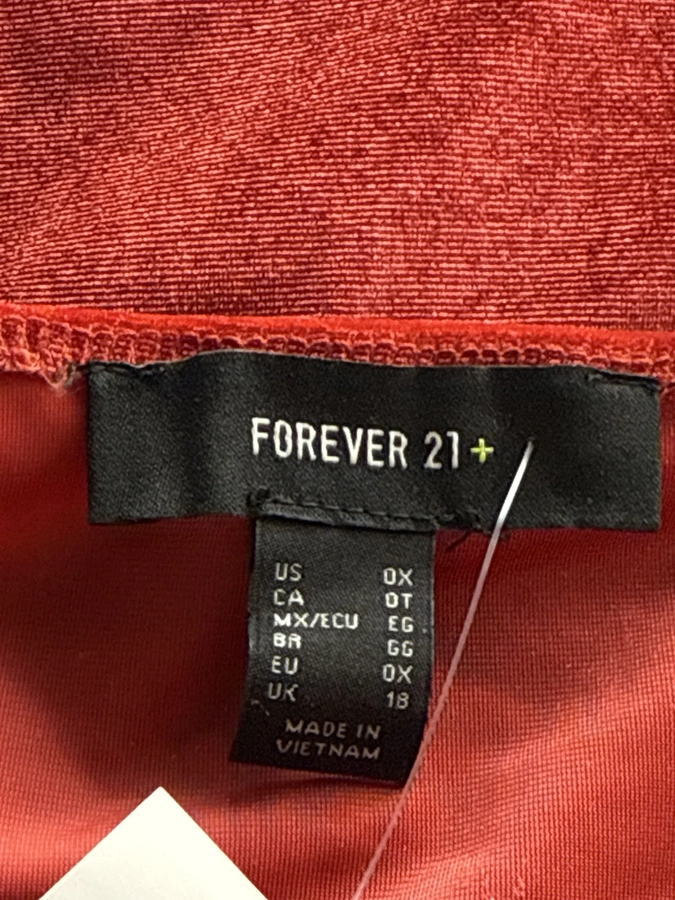 FOREVER 21+
US 0X
CA 0T
MX/ECU EG
BR GG
EU 0X
UK 18
MADE IN
VIETNAM